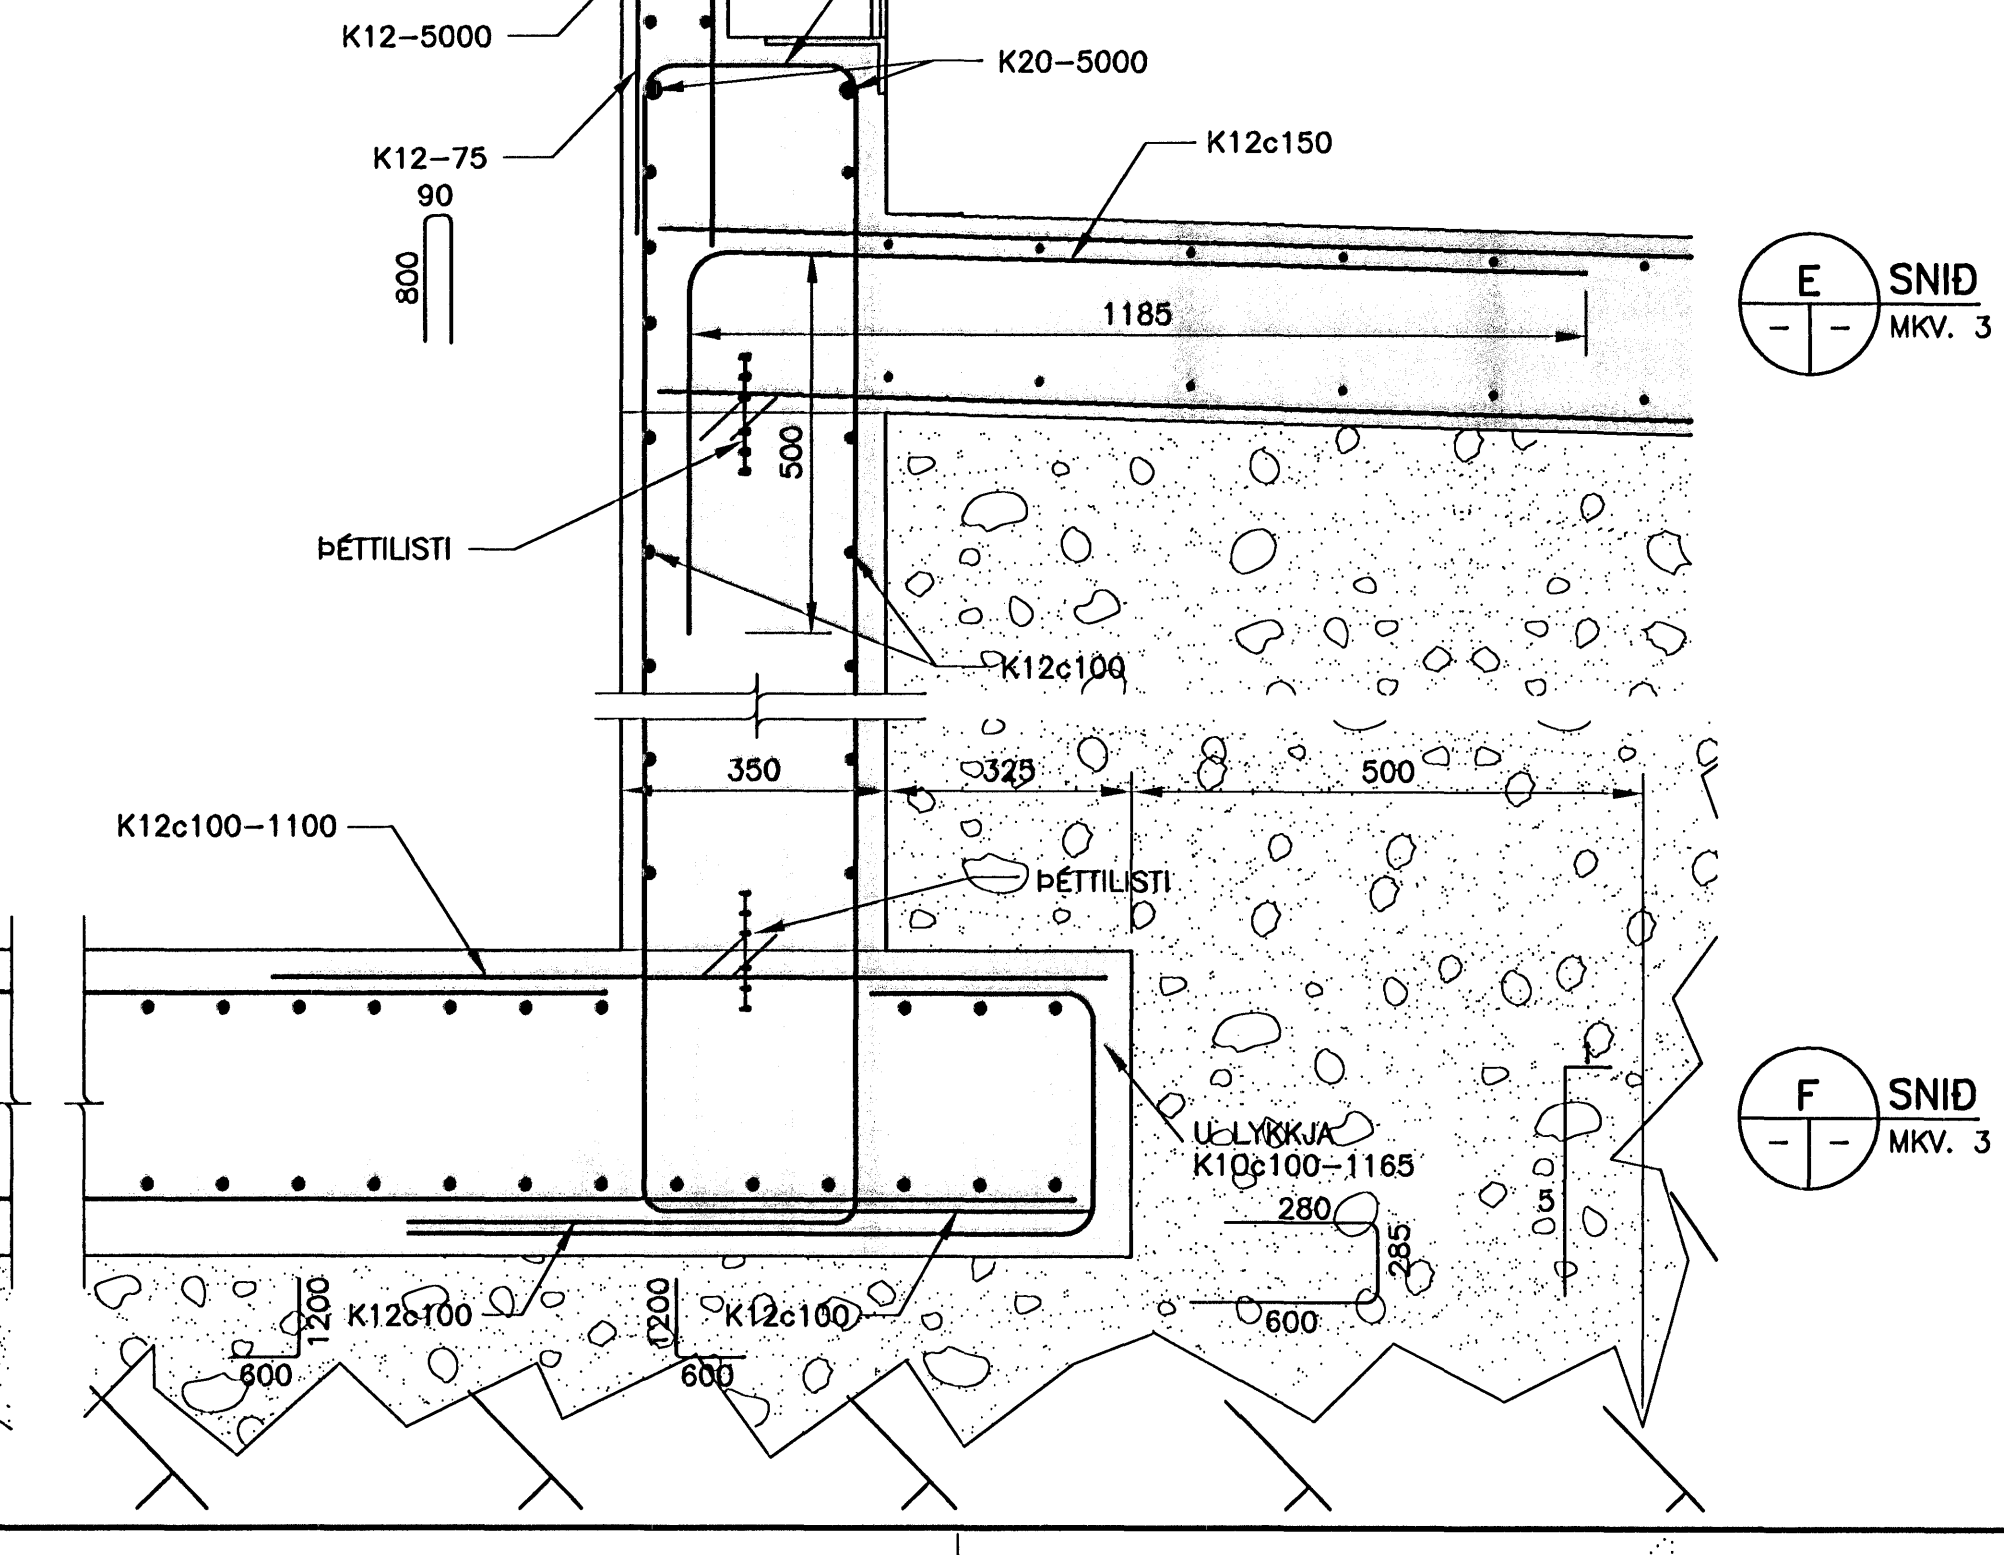 K12-5000
K20-5000
K12-75
90
800
K12c150
1185
500
E
SNIÐ
MKV. 3
- -
ÞÉTTILISTI
K12c100
350
325
500
K12c100-1100
ÞÉTTILISTI
F
SNIÐ
MKV. 3
- -
U LYKKJA
K10c100-1165
280
285
600
1
5
1200
K12c100
600
1200
K12c100
600